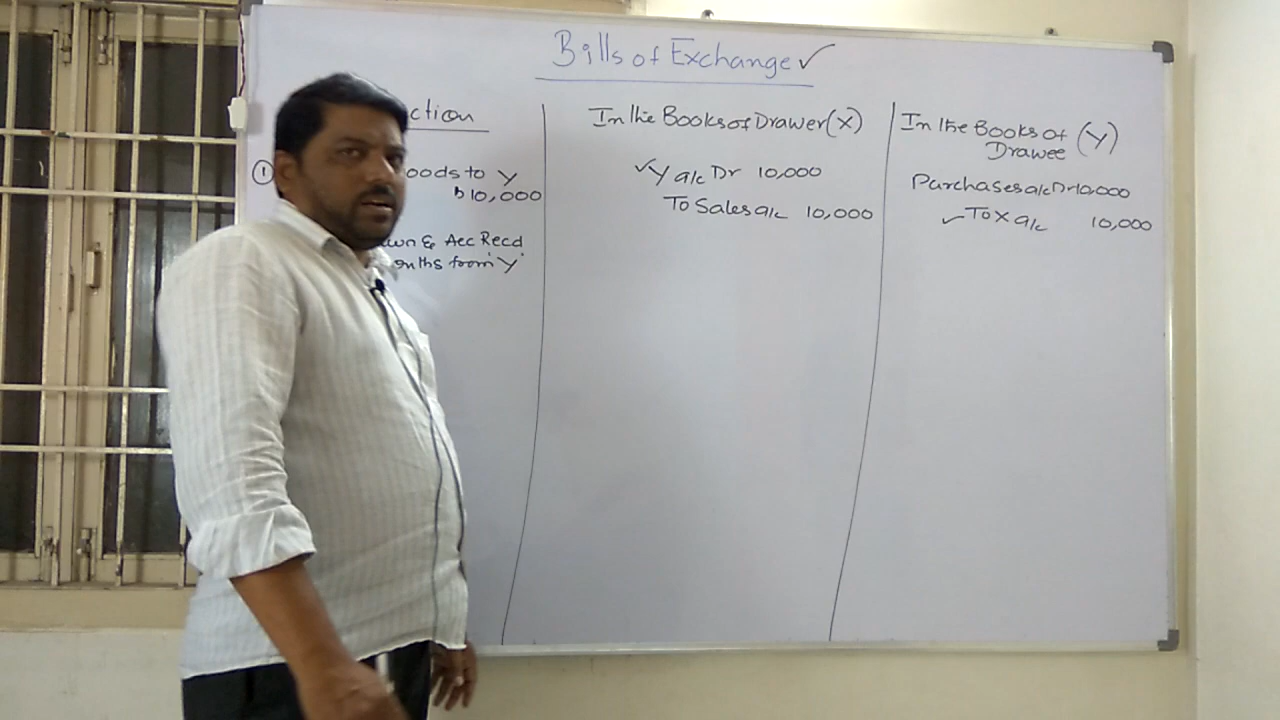 Bills of Exchange ✓
ction
① oods to y
10,000
wn & Acc Recd
onths from 'y'
In the Books of Drawer (X)
✓ y a/c Dr 10,000
To Sales a/c 10,000
In the Books of (y)
Drawee
Purchases a/c Dr 10,000
✓ To X a/c 10,000